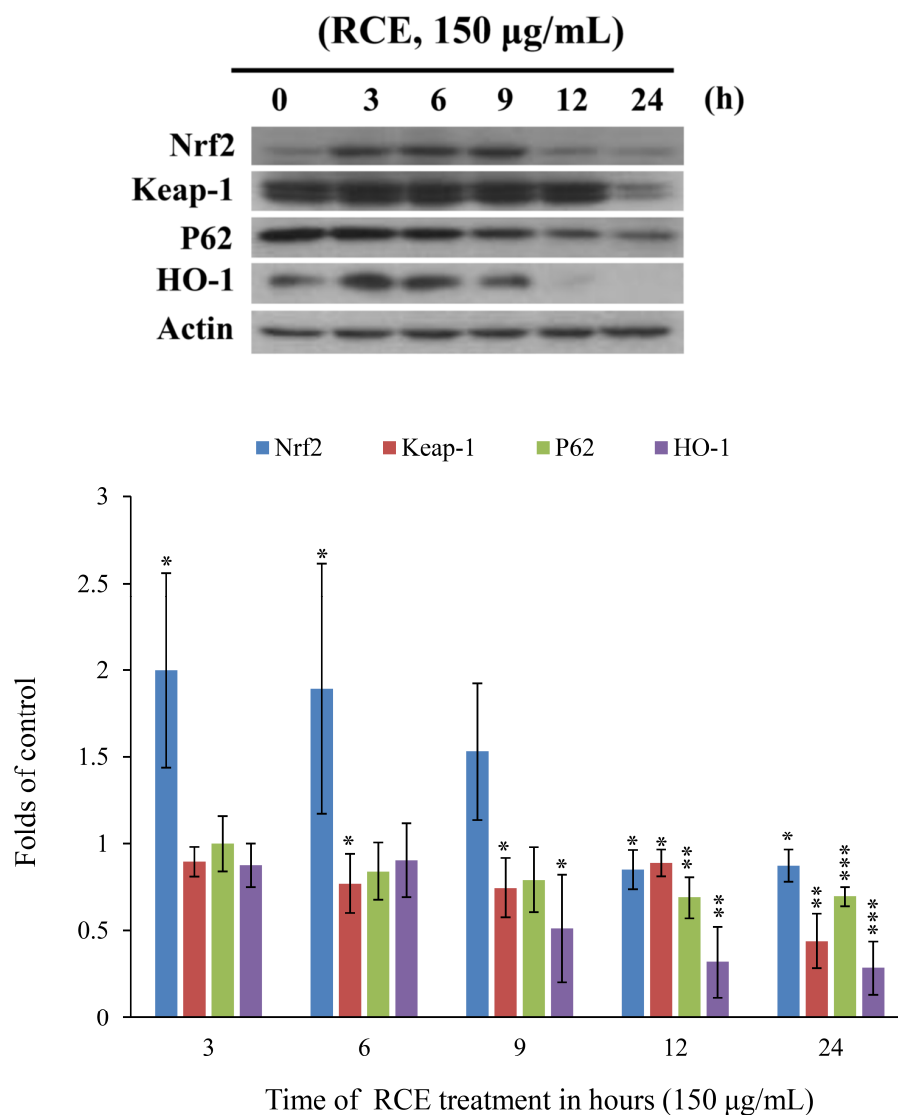 (RCE, 150 µg/mL)
0 3 6 9 12 24 (h)
Nrf2
Keap-1
P62
HO-1
Actin
Nrf2 Keap-1 P62 HO-1
3
2.5
2
1.5
1
0.5
0
Folds of control
* * * * * * * ** ** * ** *** ***
3 6 9 12 24
Time of RCE treatment in hours (150 µg/mL)